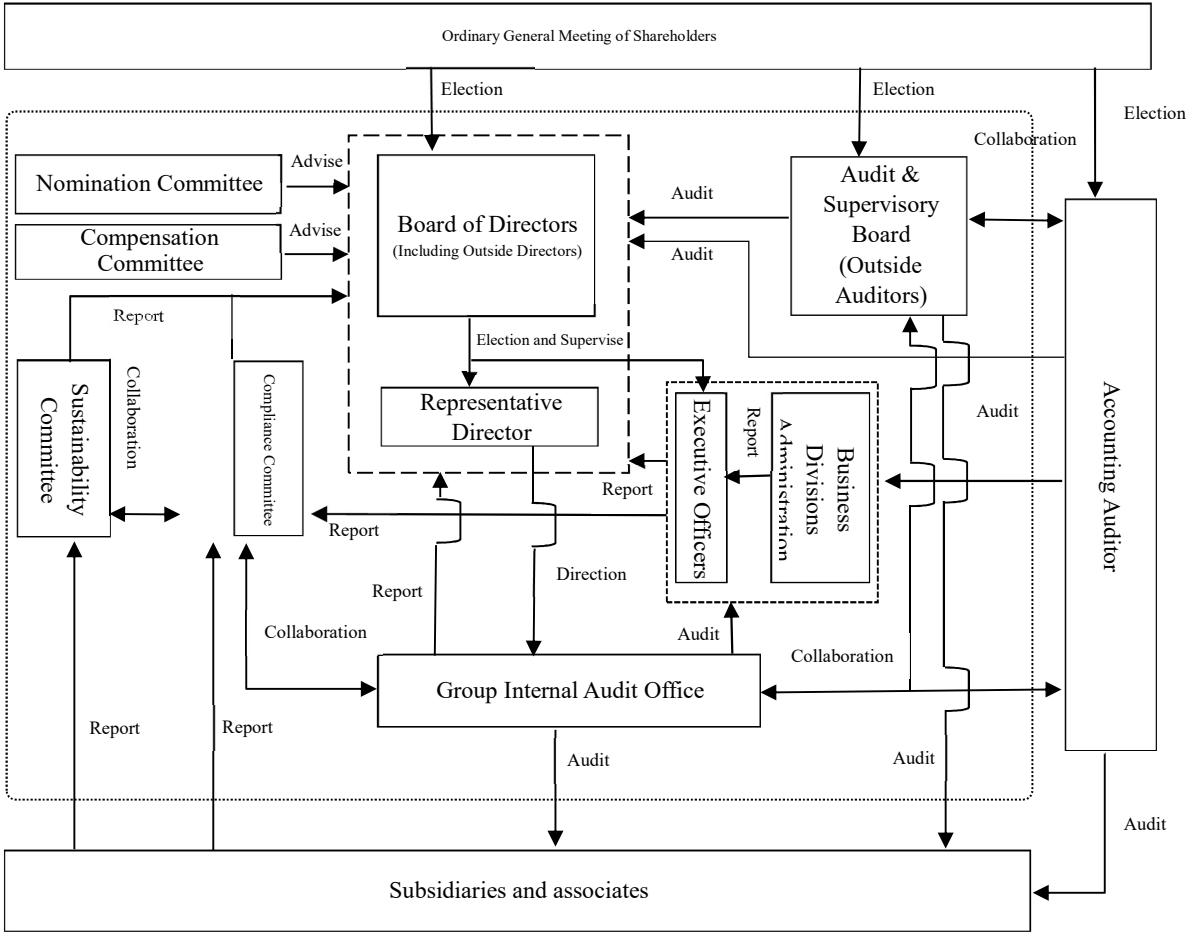 Ordinary General Meeting of Shareholders
Election
Election
Election
Collaboration
Nomination Committee
Advise
Compensation
Committee
Advise
Board of Directors
(Including Outside Directors)
Audit
Audit
Audit &
Supervisory
Board
(Outside
Auditors)
Report
Election and Supervise
Sustainability
Committee
Collaboration
Compliance Committee
Representative
Director
Executive Officers
Report
Business
Divisions
Administration
Audit
Accounting Auditor
Report
Report
Direction
Report
Collaboration
Audit
Collaboration
Group Internal Audit Office
Report
Report
Audit
Audit
Audit
Subsidiaries and associates